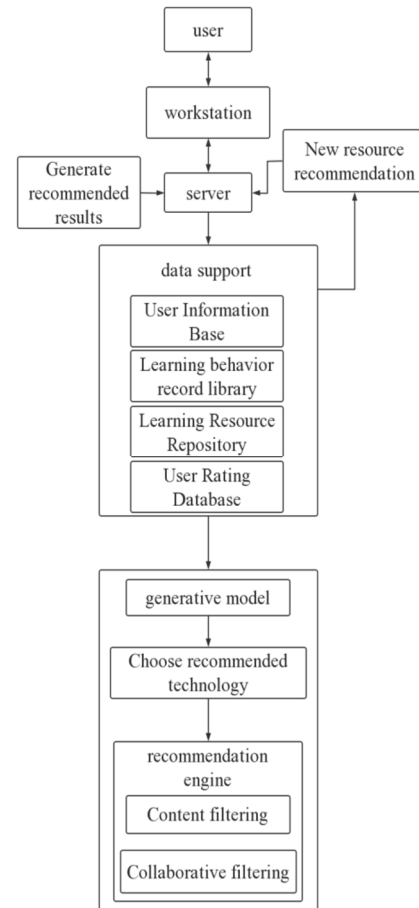 user
workstation
Generate
recommended
results
server
New resource
recommendation
data support
User Information
Base
Learning behavior
record library
Learning Resource
Repository
User Rating
Database
generative model
Choose recommended
technology
recommendation
engine
Content filtering
Collaborative filtering